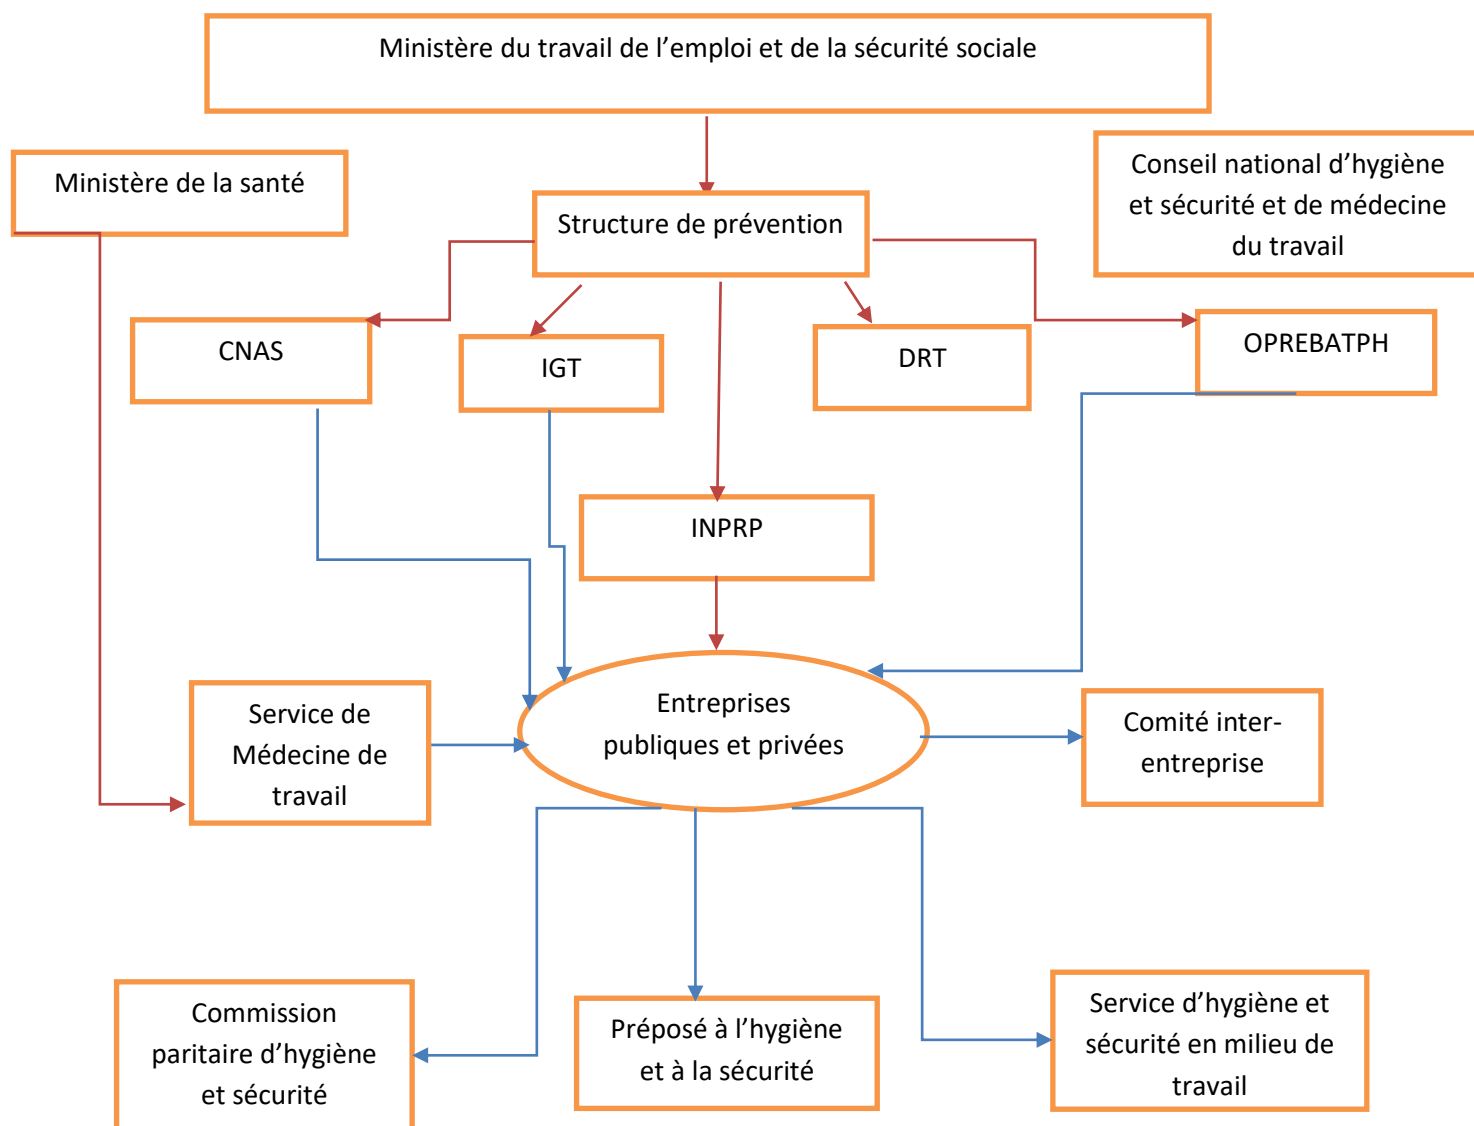 Ministère du travail de l’emploi et de la sécurité sociale
Ministère de la santé
Conseil national d’hygiène
et sécurité et de médecine
du travail
Structure de prévention
CNAS
IGT
DRT
OPREBATPH
INPRP
Service de
Médecine de
travail
Entreprises
publiques et privées
Comité inter-
entreprise
Commission
paritaire d’hygiène
et sécurité
Préposé à l’hygiène
et à la sécurité
Service d’hygiène et
sécurité en milieu de
travail